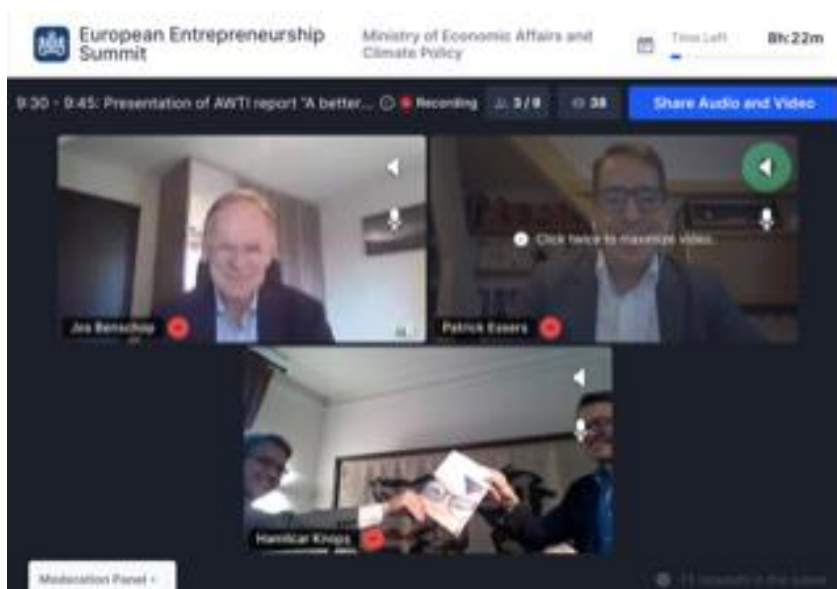 European Entrepreneurship
Summit
Ministry of Economic Affairs and
Climate Policy
Time Left
8h:22m
9:30 - 9:45: Presentation of AWTI report "A better...
Recording
3 / 9
38
Share Audio and Video
Click twice to maximize video.
Jos Benschop
Patrick Essers
Hamilcar Knops
Moderation Panel